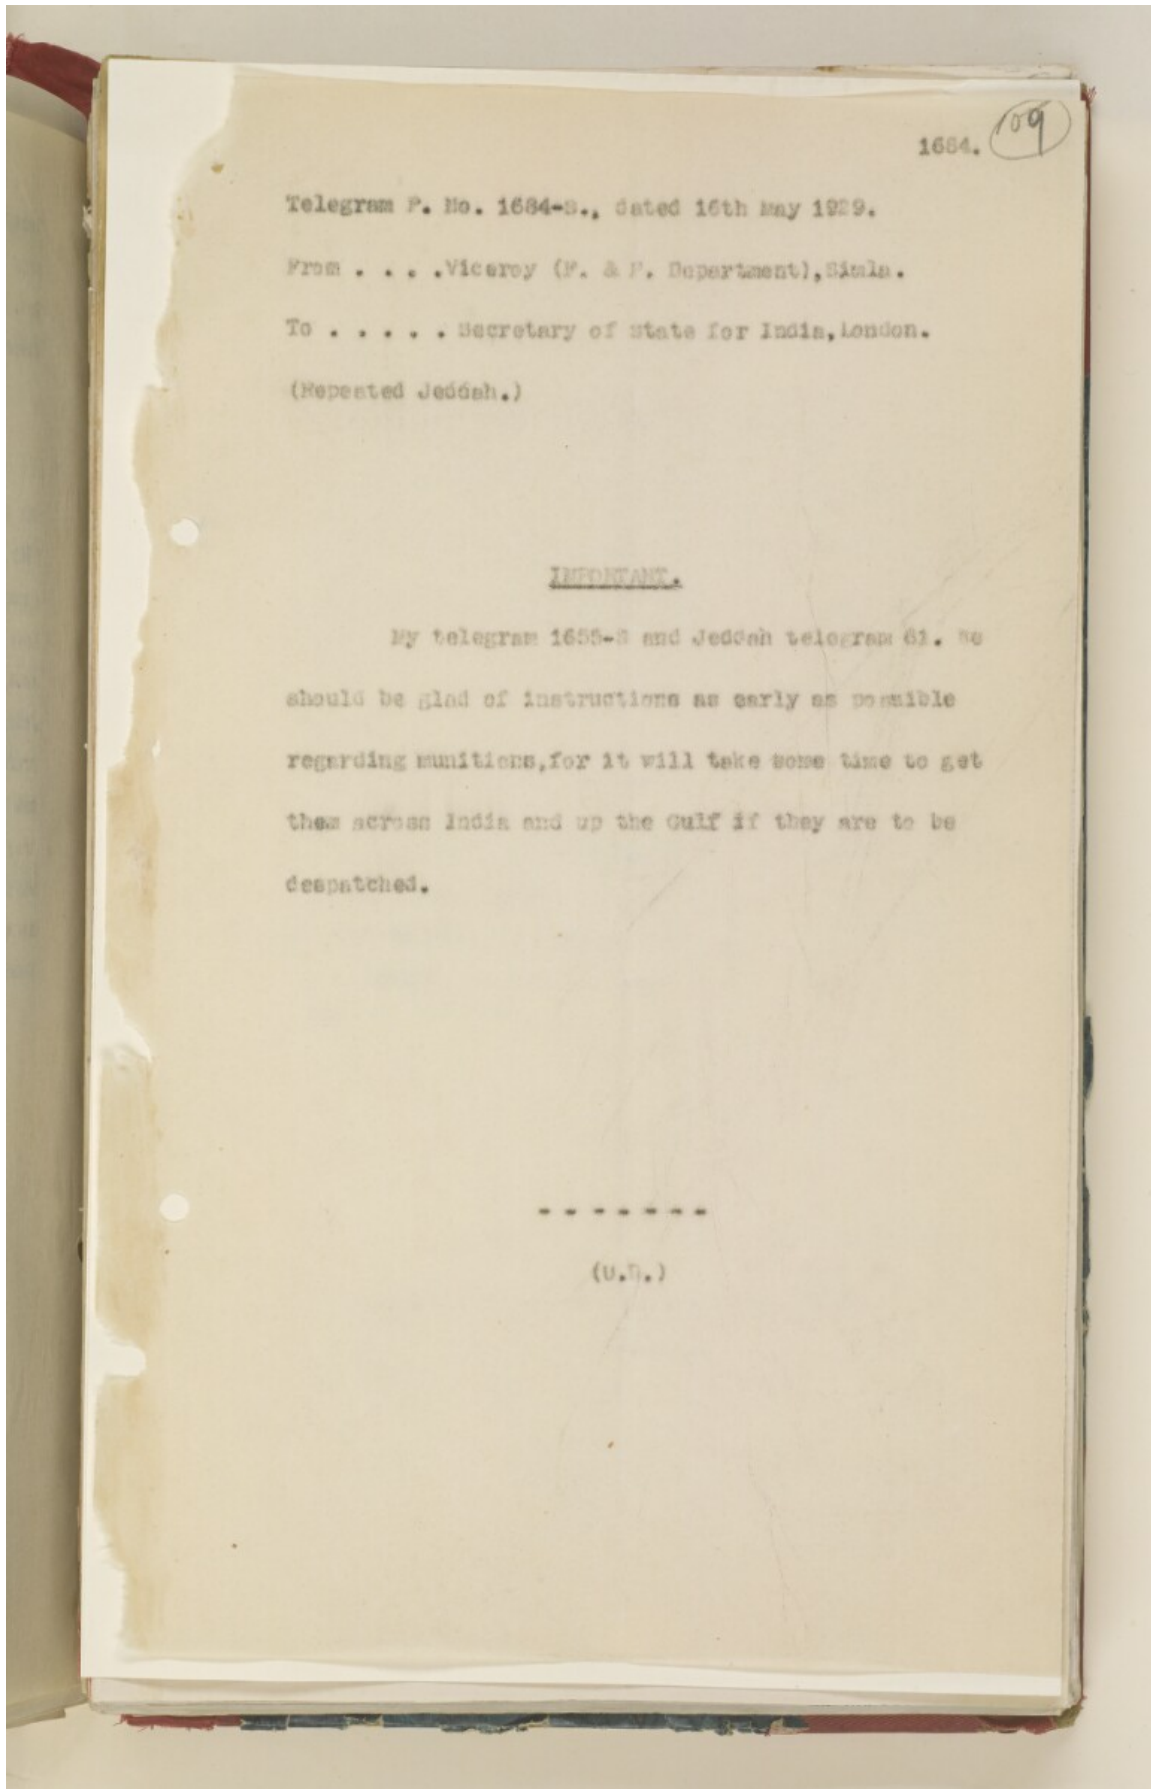 1684. 109
Telegram P. No. 1684-S., dated 16th May 1929.
From . . . .Viceroy (F. & P. Department),Simla.
To . . . . . Secretary of State for India,London.
(Repeated Jeddah.)
IMPORTANT.
My telegram 1655-S and Jeddah telegram 61. We
should be glad of instructions as early as possible
regarding munitions,for it will take some time to get
them across India and up the Gulf if they are to be
despatched.
- - - - - - -